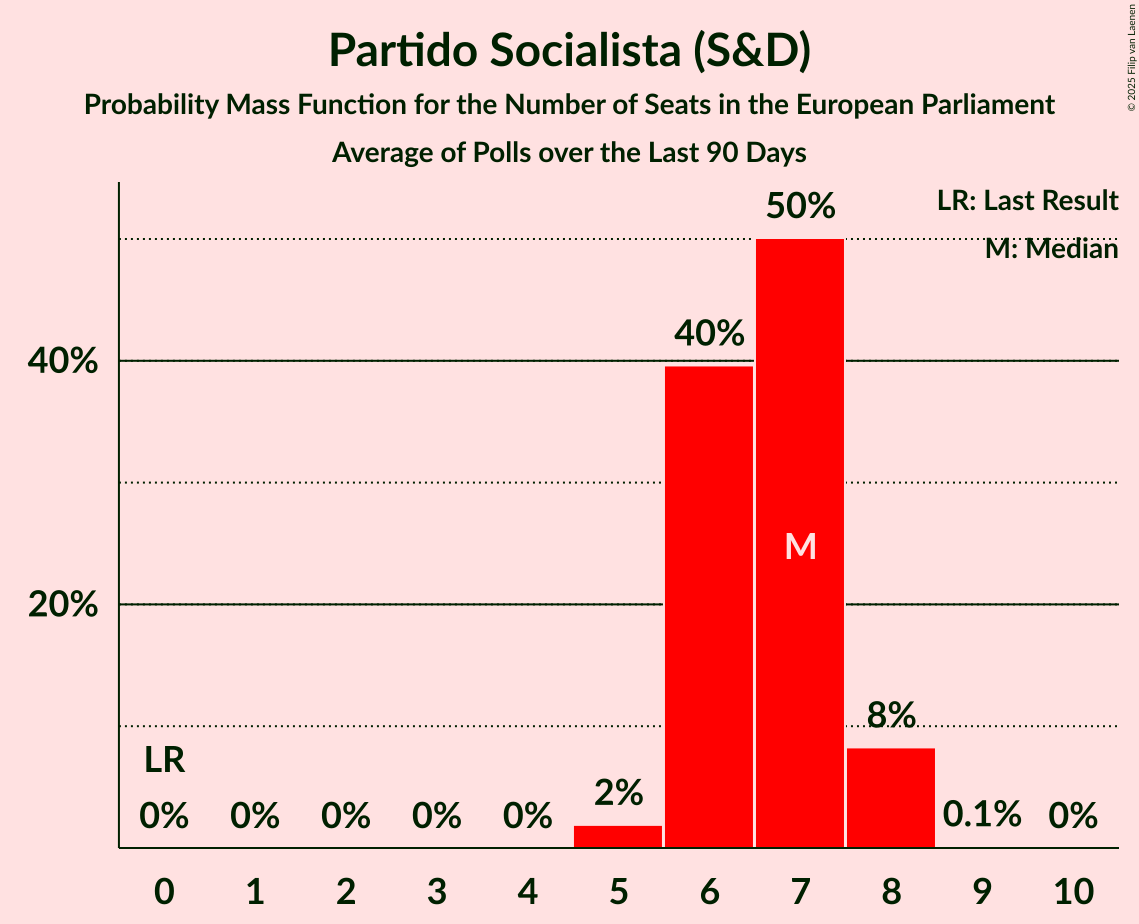 Partido Socialista (S&D)
Probability Mass Function for the Number of Seats in the European Parliament
Average of Polls over the Last 90 Days
© 2025 Filip van Laenen
LR: Last Result
M: Median
50%
40%
40%
M
20%
8%
LR
2%
0% 0% 0% 0% 0% 0.1% 0%
0 1 2 3 4 5 6 7 8 9 10